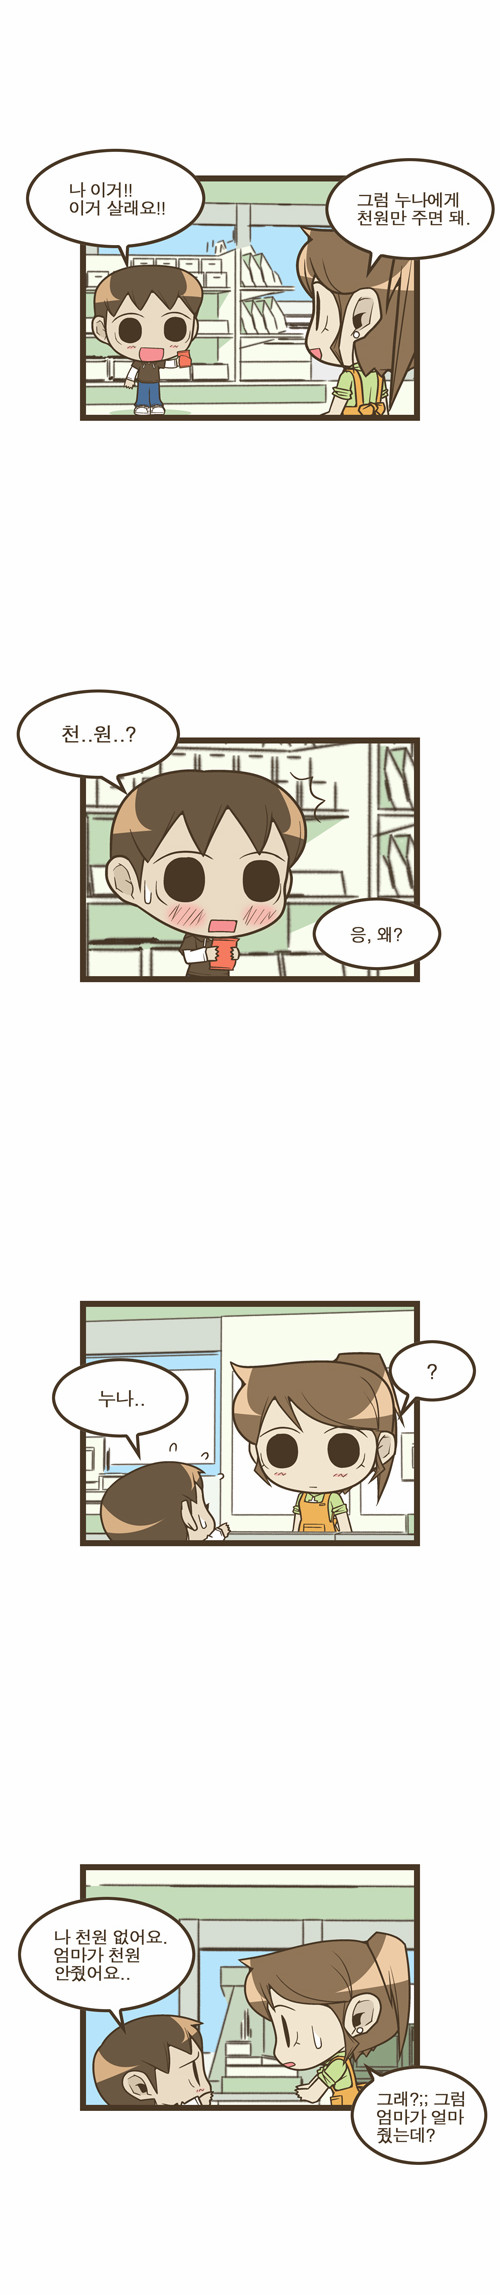 나 이거!!
이거 살래요!!
그럼 누나에게
천원만 주면 돼.
천..원..?
응, 왜?
누나..
?
나 천원 없어요.
엄마가 천원
안줬어요..
그래?;; 그럼
엄마가 얼마
줬는데?